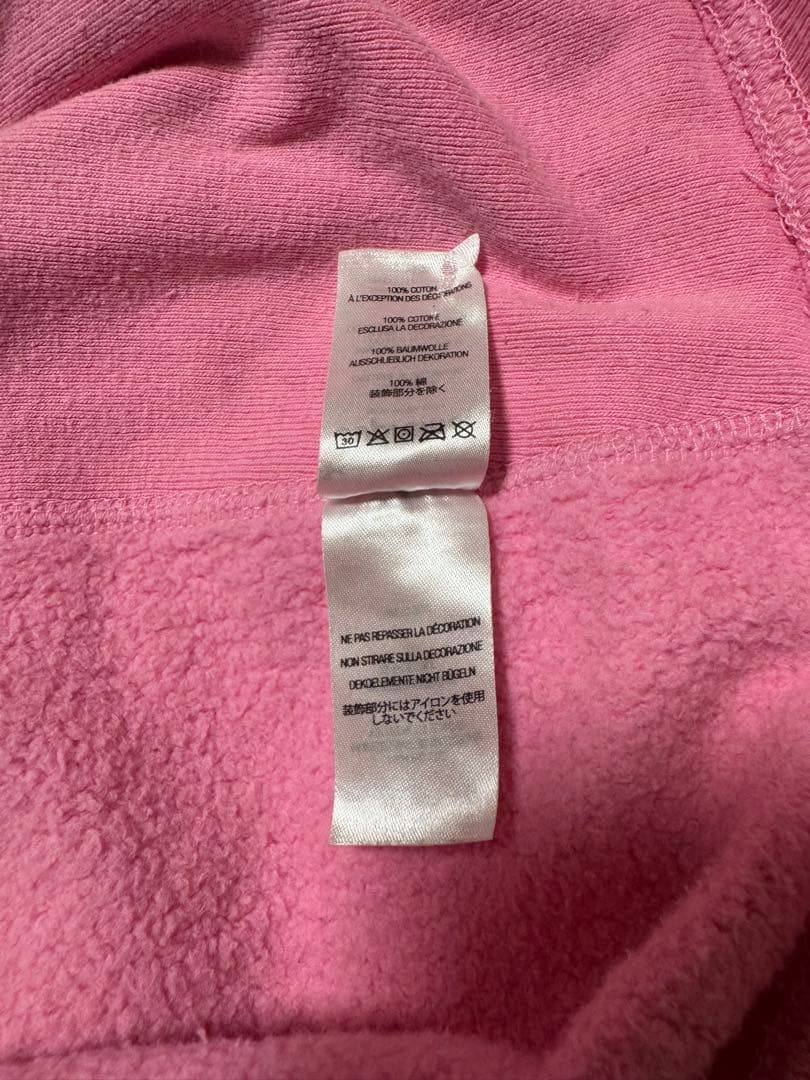 100% COTON
À L'EXCEPTION DES DÉCORATIONS
100% COTONE
ESCLUSA LA DECORAZIONE
100% BAUMWOLLE
AUSSCHLIEBLICH DEKORATION
100% 綿
装飾部分を除く
30
NE PAS REPASSER LA DÉCORATION
NON STIRARE SULLA DECORAZIONE
DEKOELEMENTE NICHT BÜGELN
装飾部分にはアイロンを使用
しないでください